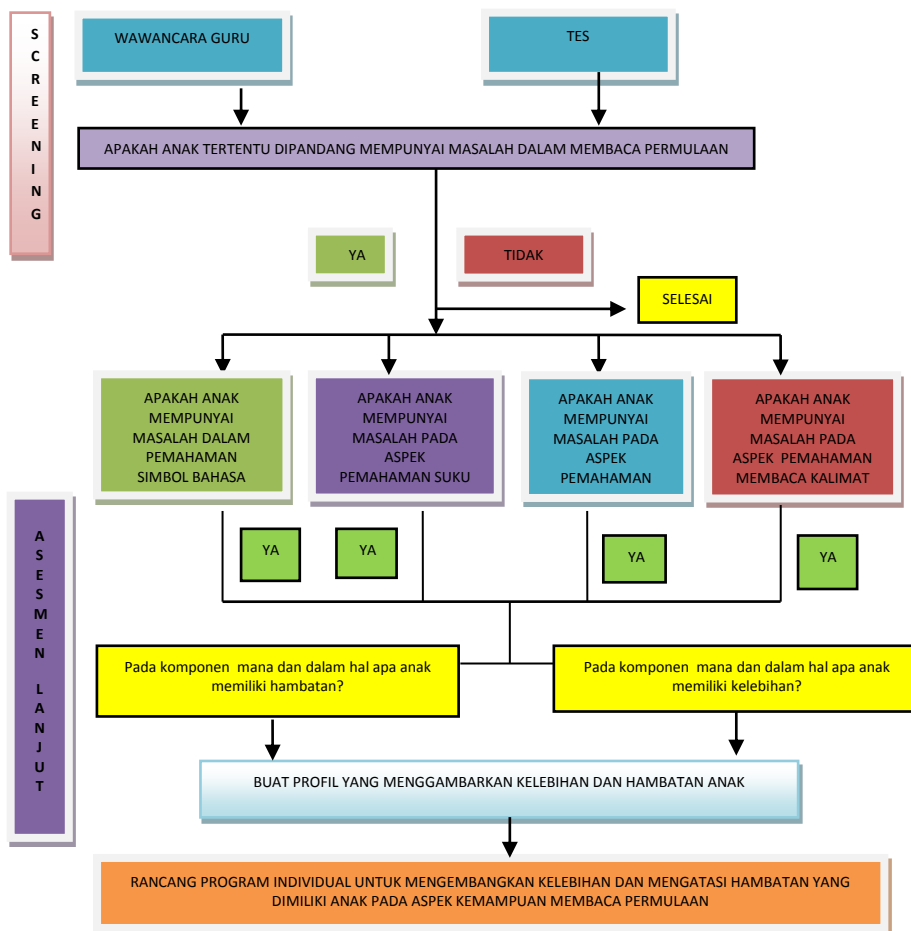 SCREENING
WAWANCARA GURU
TES
APAKAH ANAK TERTENTU DIPANDANG MEMPUNYAI MASALAH DALAM MEMBACA PERMULAAN
YA
TIDAK
SELESAI
APAKAH ANAK
MEMPUNYAI
MASALAH DALAM
PEMAHAMAN
SIMBOL BAHASA
APAKAH ANAK
MEMPUNYAI
MASALAH PADA
ASPEK
PEMAHAMAN SUKU
APAKAH ANAK
MEMPUNYAI
MASALAH PADA
ASPEK
PEMAHAMAN
APAKAH ANAK
MEMPUNYAI
MASALAH PADA
ASPEK PEMAHAMAN
MEMBACA KALIMAT
ASESMEN LANJUT
YA
YA
YA
YA
Pada komponen mana dan dalam hal apa anak
memiliki hambatan?
Pada komponen mana dan dalam hal apa anak
memiliki kelebihan?
BUAT PROFIL YANG MENGGAMBARKAN KELEBIHAN DAN HAMBATAN ANAK
RANCANG PROGRAM INDIVIDUAL UNTUK MENGEMBANGKAN KELEBIHAN DAN MENGATASI HAMBATAN YANG
DIMILIKI ANAK PADA ASPEK KEMAMPUAN MEMBACA PERMULAAN